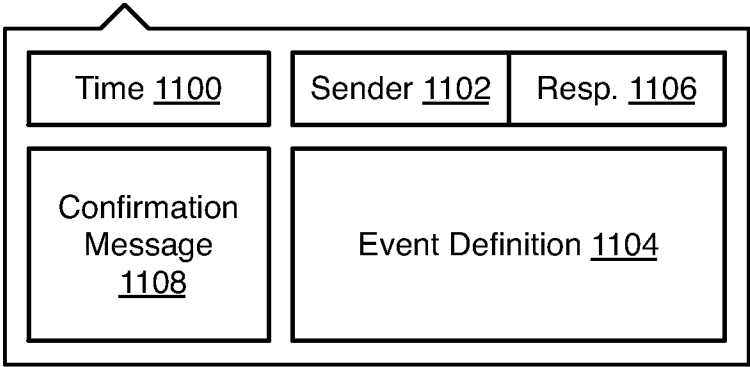 Time 1100
Sender 1102
Resp. 1106
Confirmation
Message
1108
Event Definition 1104